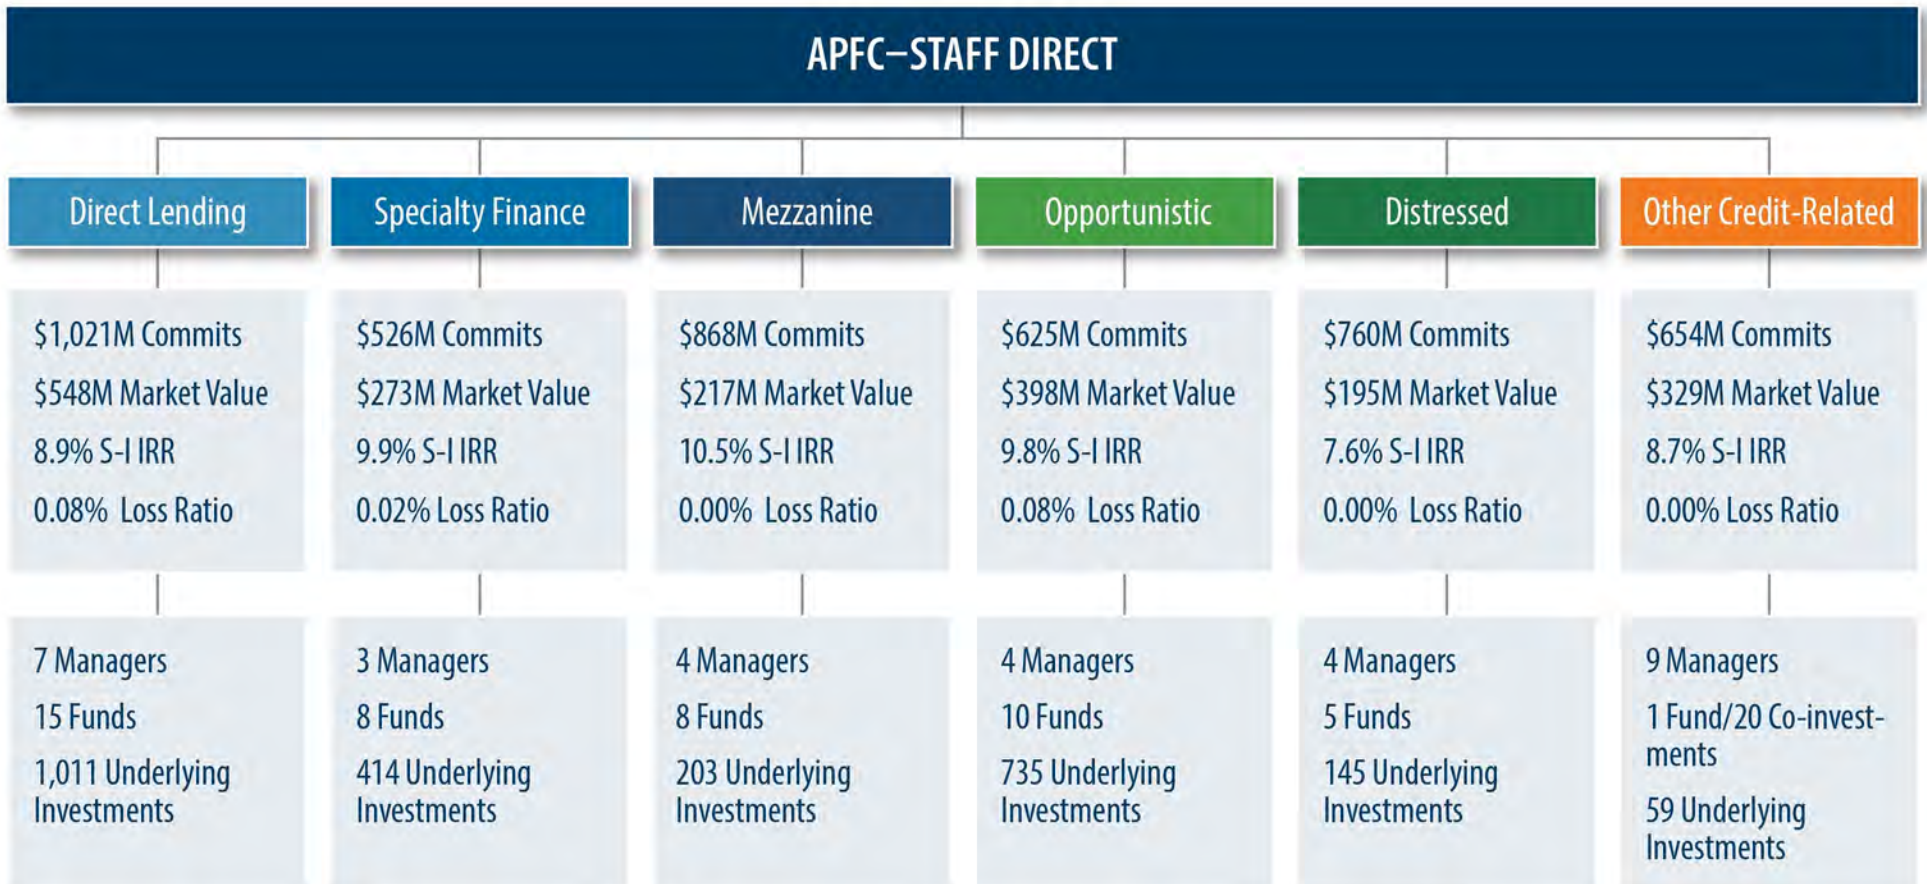 APFC–STAFF DIRECT
Direct Lending
$1,021M Commits
$548M Market Value
8.9% S-I IRR
0.08% Loss Ratio
7 Managers
15 Funds
1,011 Underlying
Investments
Specialty Finance
$526M Commits
$273M Market Value
9.9% S-I IRR
0.02% Loss Ratio
3 Managers
8 Funds
414 Underlying
Investments
Mezzanine
$868M Commits
$217M Market Value
10.5% S-I IRR
0.00% Loss Ratio
4 Managers
8 Funds
203 Underlying
Investments
Opportunistic
$625M Commits
$398M Market Value
9.8% S-I IRR
0.08% Loss Ratio
4 Managers
10 Funds
735 Underlying
Investments
Distressed
$760M Commits
$195M Market Value
7.6% S-I IRR
0.00% Loss Ratio
4 Managers
5 Funds
145 Underlying
Investments
Other Credit-Related
$654M Commits
$329M Market Value
8.7% S-I IRR
0.00% Loss Ratio
9 Managers
1 Fund/20 Co-invest-
ments
59 Underlying
Investments